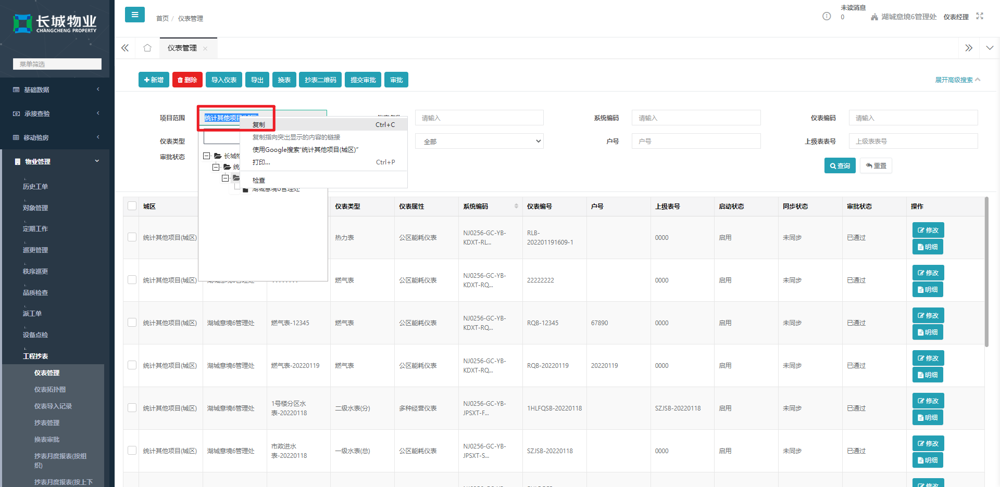 长城物业
CHANGCHENG PROPERTY
菜单筛选
基础数据
承接查验
移动验房
物业管理
历史工单
对象管理
定期工作
巡更管理
秩序巡更
品质检查
派工单
设备点检
工程抄表
仪表管理
仪表拓扑图
仪表导入记录
抄表管理
换表审批
抄表月度报表(按组
织)
抄表月度报表(按上下
首页 / 仪表管理
未读消息
0
湖城意境6管理处 仪表经理
仪表管理
新增 删除 导入仪表 导出 换表 抄表二维码 提交审批 审批
展开高级搜索
项目范围 统计其他项目 请输入 系统编码 请输入 仪表编码 请输入
仪表类型 全部 户号 户号 上级表表号 上级表表号
审批状态
复制 Ctrl+C
复制指向突出显示的内容的链接
使用Google搜索“统计其他项目(城区)”
打印... Ctrl+P
检查
长城物
统
湖城意境6管理处
查询 重置
城区 仪表类型 仪表属性 系统编码 仪表编号 户号 上级表号 启动状态 同步状态 审批状态 操作
统计其他项目(城区) 热力表 公区能耗仪表 NJ0256-GC-YB-
KDXT-RL... RLB-
202201191609-1 0000 启用 未同步 已通过 修改
明细
统计其他项目(城区) 燃气表 公区能耗仪表 NJ0256-GC-YB-
KDXT-RQ... 22222222 0000 启用 未同步 已通过 修改
明细
统计其他项目(城区) 湖城意境6管理处 燃气表-12345 燃气表 公区能耗仪表 NJ0256-GC-YB-
KDXT-RQ... RQB-12345 67890 0000 启用 未同步 已通过 修改
明细
统计其他项目(城区) 湖城意境6管理处 燃气表-20220119 燃气表 公区能耗仪表 NJ0256-GC-YB-
KDXT-RQ... RQB-20220119 20220119 0000 启用 未同步 已通过 修改
明细
统计其他项目(城区) 湖城意境6管理处 1号楼分区水
表-20220118 二级水表(分) 多种经营仪表 NJ0256-GC-YB-
JPSXT-F... 1HLFQSB-20220118 SZJSB-20220118 启用 未同步 已通过 修改
明细
统计其他项目(城区) 湖城意境6管理处 市政进水
表-20220118 一级水表(总) 公区能耗仪表 NJ0256-GC-YB-
JPSXT-S... SZJSB-20220118 0000 启用 未同步 已通过 修改
明细
修改